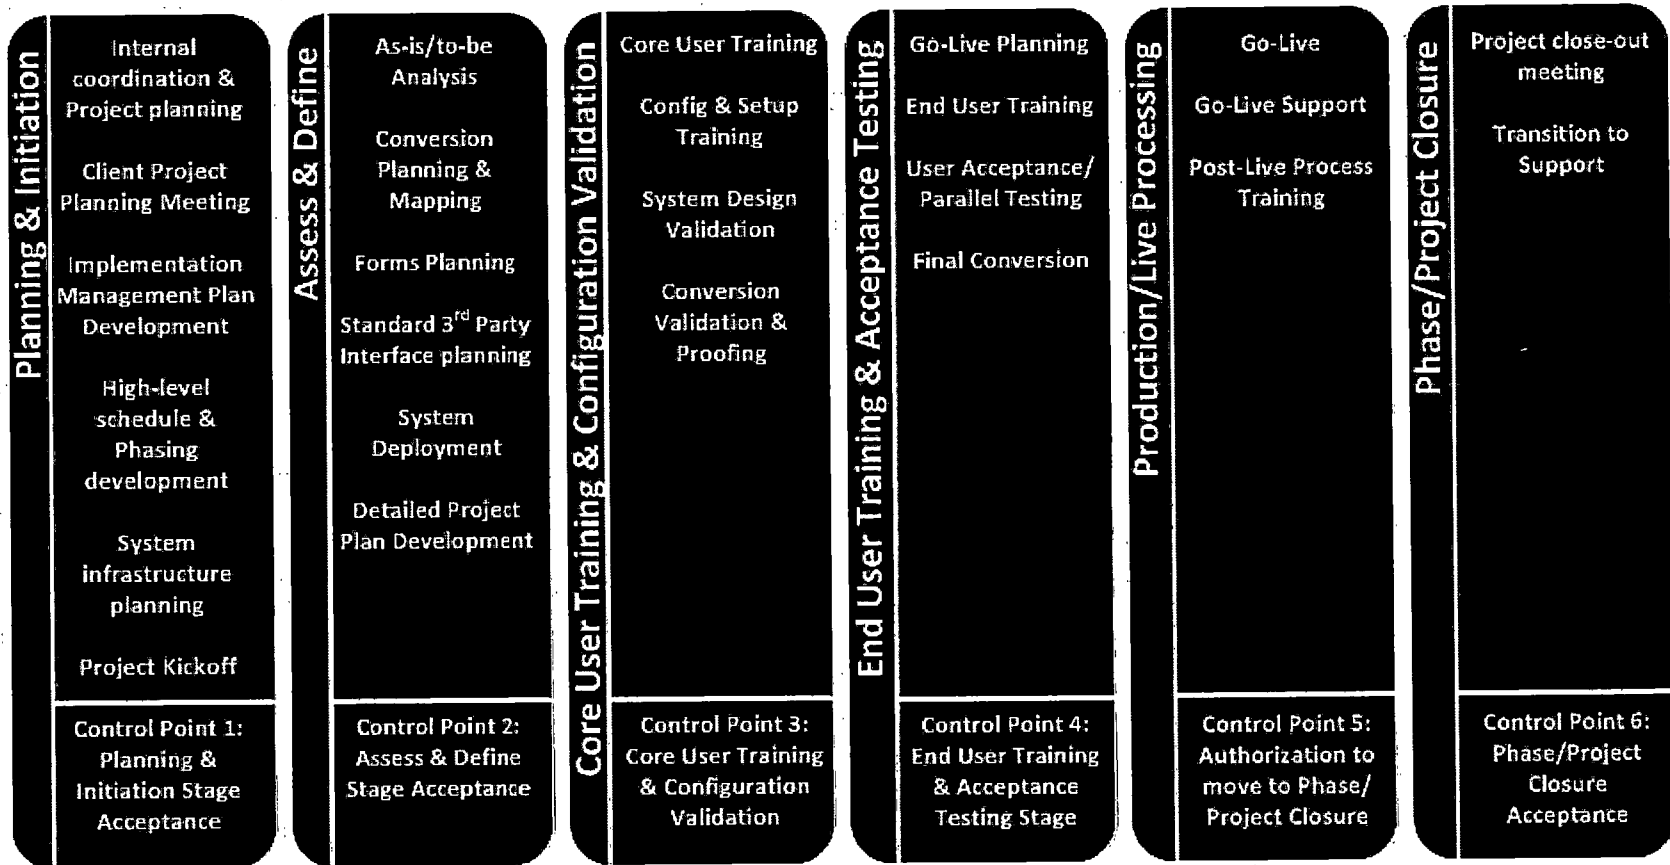 Planning & Initiation
Internal
coordination &
Project planning
Client Project
Planning Meeting
Implementation
Management Plan
Development
High-level
schedule &
Phasing
development
System
infrastructure
planning
Project Kickoff
Control Point 1:
Planning &
Initiation Stage
Acceptance
Assess & Define
As-is/to-be
Analysis
Conversion
Planning &
Mapping
Forms Planning
Standard 3rd Party
Interface planning
System
Deployment
Detailed Project
Plan Development
Control Point 2:
Assess & Define
Stage Acceptance
Core User Training & Configuration Validation
Core User Training
Config & Setup
Training
System Design
Validation
Conversion
Validation &
Proofing
Control Point 3:
Core User Training
& Configuration
Validation
End User Training & Acceptance Testing
Go-Live Planning
End User Training
User Acceptance/
Parallel Testing
Final Conversion
Control Point 4:
End User Training
& Acceptance
Testing Stage
Production/Live Processing
Go-Live
Go-Live Support
Post-Live Process
Training
Control Point 5:
Authorization to
move to Phase/
Project Closure
Phase/Project Closure
Project close-out
meeting
Transition to
Support
Control Point 6:
Phase/Project
Closure
Acceptance